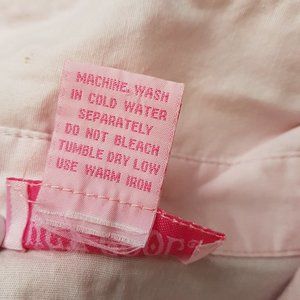 MACHINE WASH
IN COLD WATER
SEPARATELY
DO NOT BLEACH
TUMBLE DRY LOW
USE WARM IRON